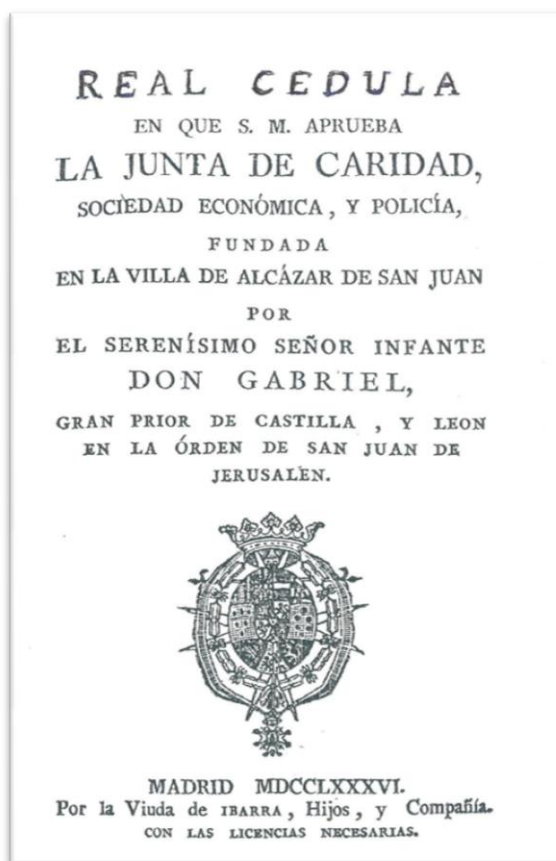 REAL CEDULA
EN QUE S. M. APRUEBA
LA JUNTA DE CARIDAD,
SOCIEDAD ECONÓMICA, Y POLICÍA,
FUNDADA
EN LA VILLA DE ALCÁZAR DE SAN JUAN
POR
EL SERENÍSIMO SEÑOR INFANTE
DON GABRIEL,
GRAN PRIOR DE CASTILLA, Y LEON
EN LA ÓRDEN DE SAN JUAN DE
JERUSALEN.
MADRID MDCCLXXXVI.
Por la Viuda de IBARRA, Hijos, y Compañía.
CON LAS LICENCIAS NECESARIAS.